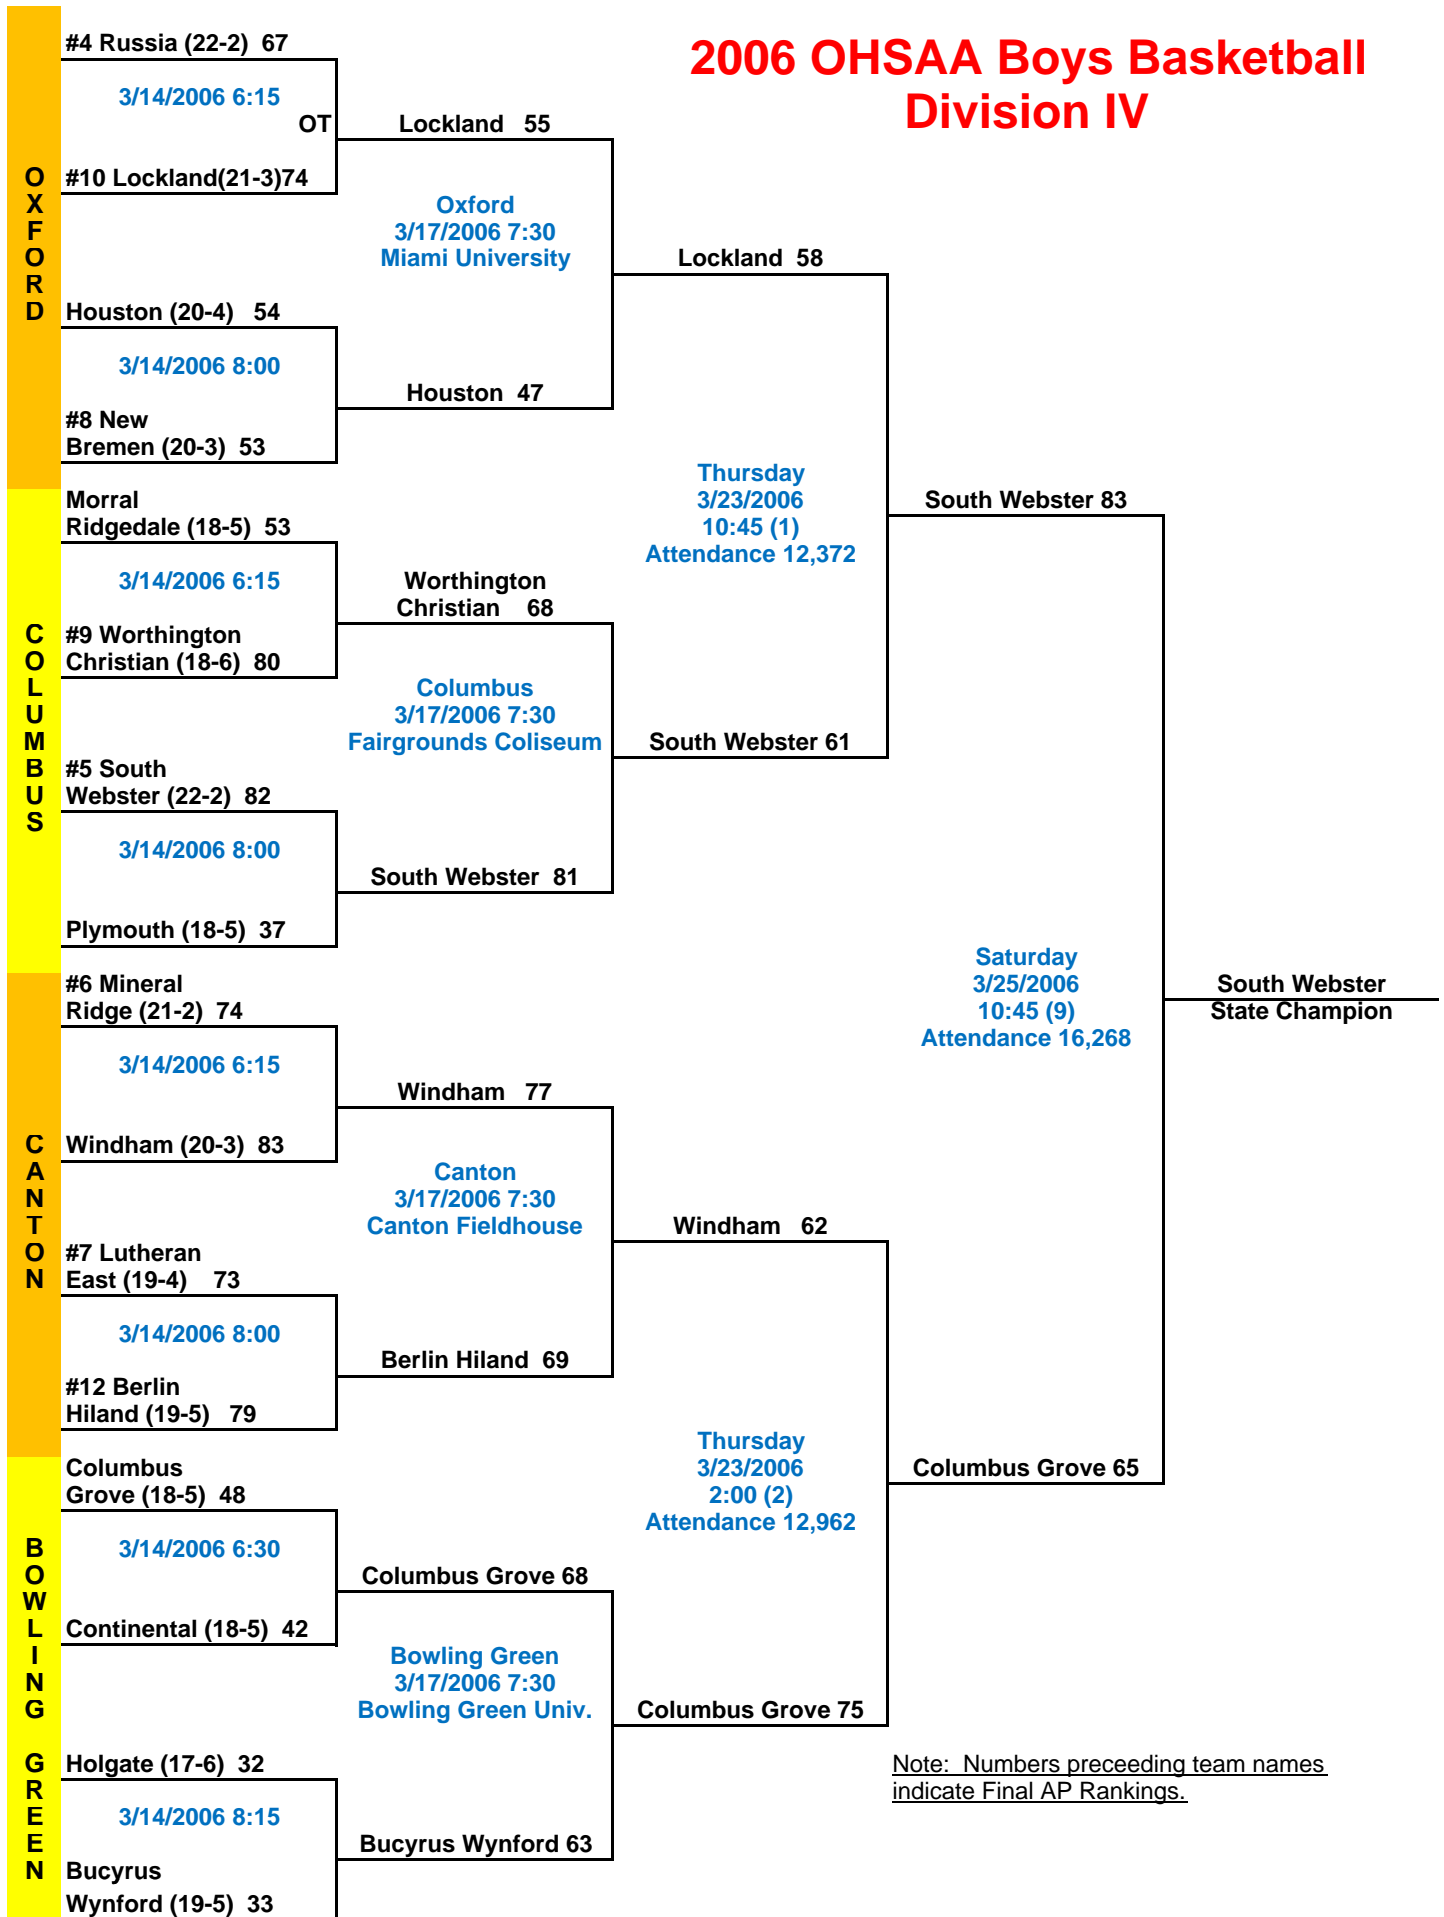 2006 OHSAA Boys Basketball
Division IV
OXFORD
#4 Russia (22-2) 67
3/14/2006 6:15
OT
#10 Lockland(21-3)74
Lockland 55
Oxford
3/17/2006 7:30
Miami University
Houston (20-4) 54
3/14/2006 8:00
#8 New
Bremen (20-3) 53
Houston 47
Lockland 58
COLUMBUS
Morral
Ridgedale (18-5) 53
3/14/2006 6:15
#9 Worthington
Christian (18-6) 80
Worthington
Christian 68
Columbus
3/17/2006 7:30
Fairgrounds Coliseum
#5 South
Webster (22-2) 82
3/14/2006 8:00
Plymouth (18-5) 37
South Webster 81
South Webster 61
Thursday
3/23/2006
10:45 (1)
Attendance 12,372
South Webster 83
CANTON
#6 Mineral
Ridge (21-2) 74
3/14/2006 6:15
Windham (20-3) 83
Windham 77
Canton
3/17/2006 7:30
Canton Fieldhouse
#7 Lutheran
East (19-4) 73
3/14/2006 8:00
#12 Berlin
Hiland (19-5) 79
Berlin Hiland 69
Windham 62
BOWLING GREEN
Columbus
Grove (18-5) 48
3/14/2006 6:30
Continental (18-5) 42
Columbus Grove 68
Bowling Green
3/17/2006 7:30
Bowling Green Univ.
Holgate (17-6) 32
3/14/2006 8:15
Bucyrus
Wynford (19-5) 33
Bucyrus Wynford 63
Columbus Grove 75
Thursday
3/23/2006
2:00 (2)
Attendance 12,962
Columbus Grove 65
Saturday
3/25/2006
10:45 (9)
Attendance 16,268
South Webster
State Champion
Note: Numbers preceeding team names
indicate Final AP Rankings.